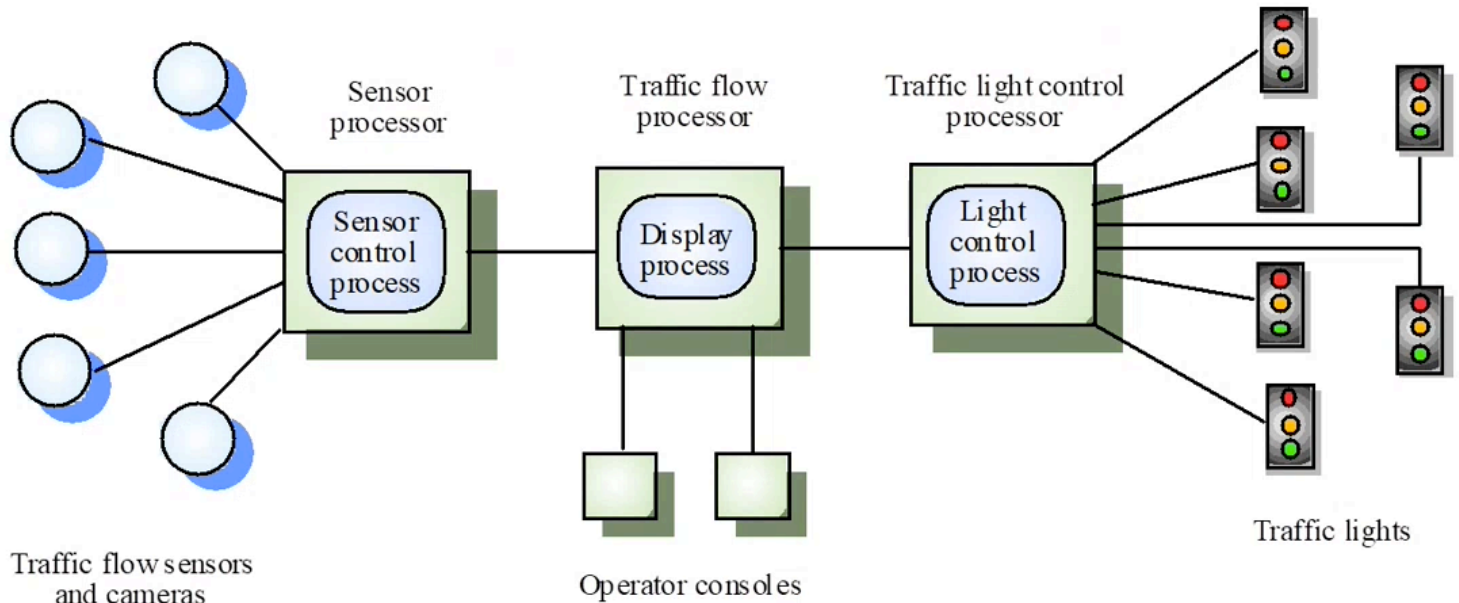 Sensor
processor
Traffic flow
processor
Traffic light control
processor
Sensor
control
process
Display
process
Light
control
process
Traffic flow sensors
and cameras
Operator consoles
Traffic lights